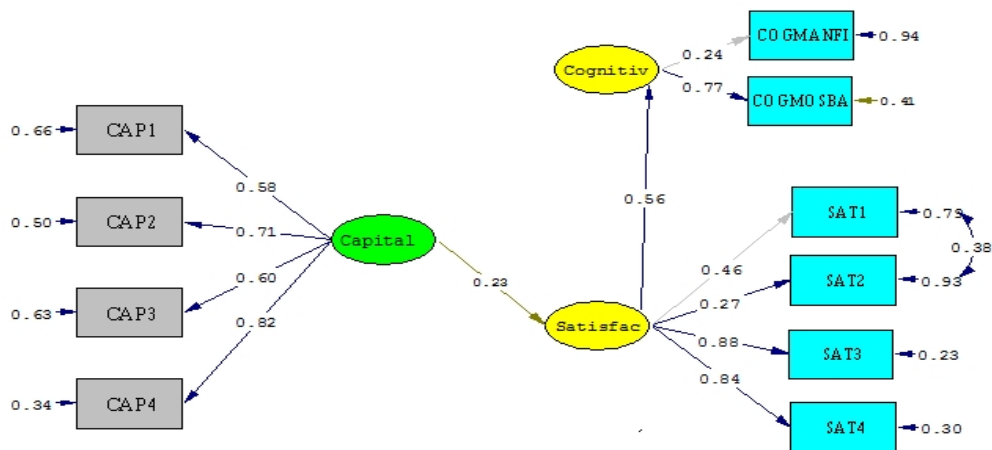 COGMANFI
0.94
0.24
Cognitiv
0.77
COGMOSBA
0.41
0.66
CAP1
0.58
0.56
SAT1
0.79
0.38
0.50
CAP2
0.71
Capital
0.46
0.23
0.27
SAT2
0.93
0.63
CAP3
0.60
0.82
Satisfac
0.88
SAT3
0.23
0.84
0.34
CAP4
SAT4
0.30